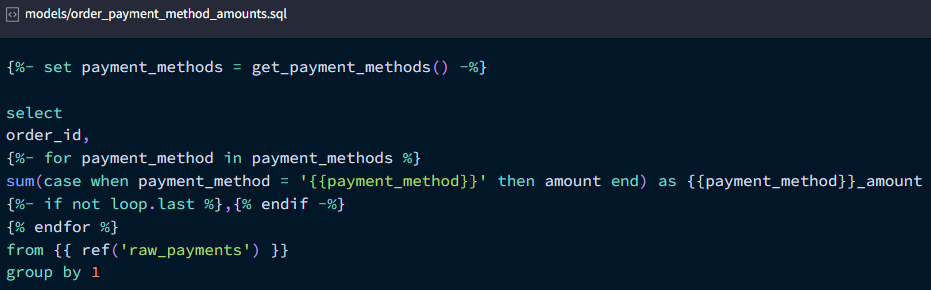 models/order_payment_method_amounts.sql
{%- set payment_methods = get_payment_methods() -%}
select
order_id,
{%- for payment_method in payment_methods %}
sum(case when payment_method = '{{payment_method}}' then amount end) as {{payment_method}}_amount
{%- if not loop.last %},{% endif -%}
{% endfor %}
from {{ ref('raw_payments') }}
group by 1